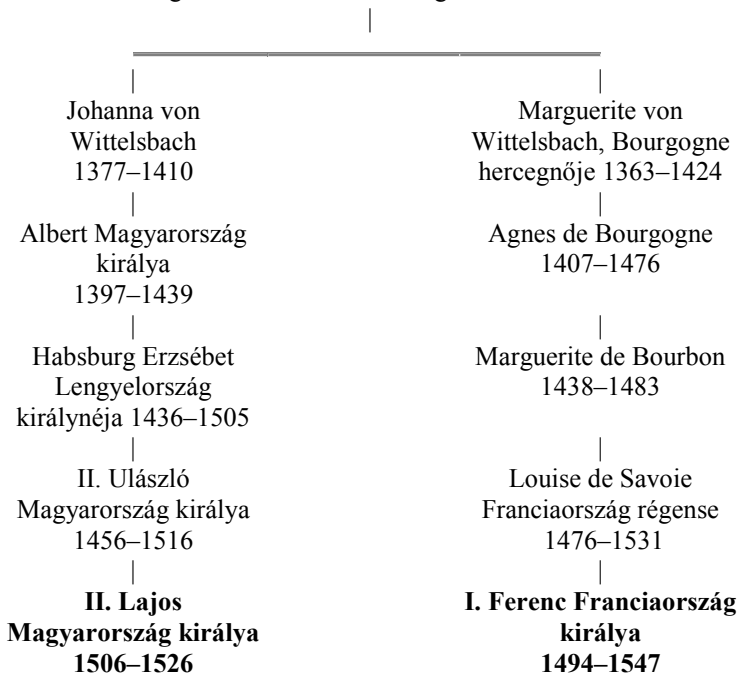 Johanna von
Wittelsbach
1377–1410
Albert Magyarország
királya
1397–1439
Habsburg Erzsébet
Lengyelország
királynéja 1436–1505
II. Ulászló
Magyarország királya
1456–1516
II. Lajos
Magyarország királya
1506–1526
Marguerite von
Wittelsbach, Bourgogne
hercegnője 1363–1424
Agnes de Bourgogne
1407–1476
Marguerite de Bourbon
1438–1483
Louise de Savoie
Franciaország régense
1476–1531
I. Ferenc Franciaország
királya
1494–1547